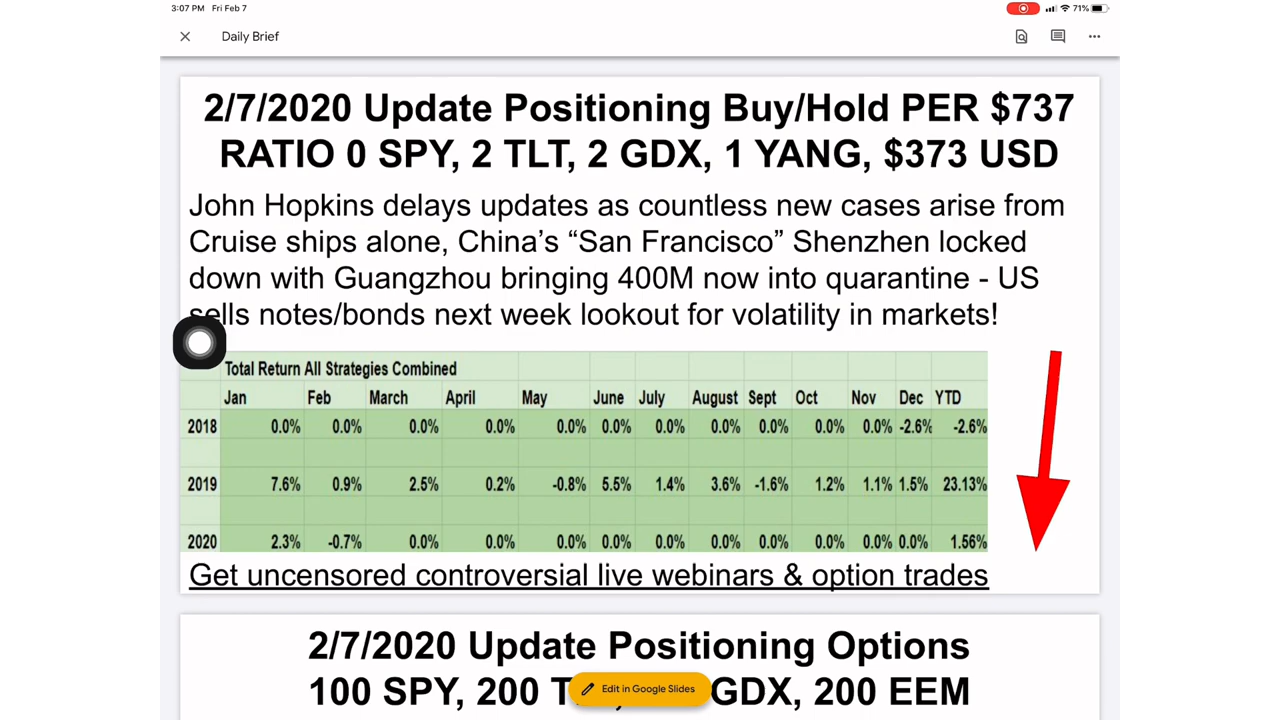 3:07 PM Fri Feb 7 71%
Daily Brief
2/7/2020 Update Positioning Buy/Hold PER $737
RATIO 0 SPY, 2 TLT, 2 GDX, 1 YANG, $373 USD
John Hopkins delays updates as countless new cases arise from
Cruise ships alone, China’s “San Francisco” Shenzhen locked
down with Guangzhou bringing 400M now into quarantine - US
sells notes/bonds next week lookout for volatility in markets!
Total Return All Strategies Combined
Jan Feb March April May June July August Sept Oct Nov Dec YTD
2018 0.0% 0.0% 0.0% 0.0% 0.0% 0.0% 0.0% 0.0% 0.0% 0.0% 0.0% -2.6% -2.6%
2019 7.6% 0.9% 2.5% 0.2% -0.8% 5.5% 1.4% 3.6% -1.6% 1.2% 1.1% 1.5% 23.13%
2020 2.3% -0.7% 0.0% 0.0% 0.0% 0.0% 0.0% 0.0% 0.0% 0.0% 0.0% 0.0% 1.56%
Get uncensored controversial live webinars & option trades
2/7/2020 Update Positioning Options
100 SPY, 200 GDX, 200 EEM
Edit in Google Slides